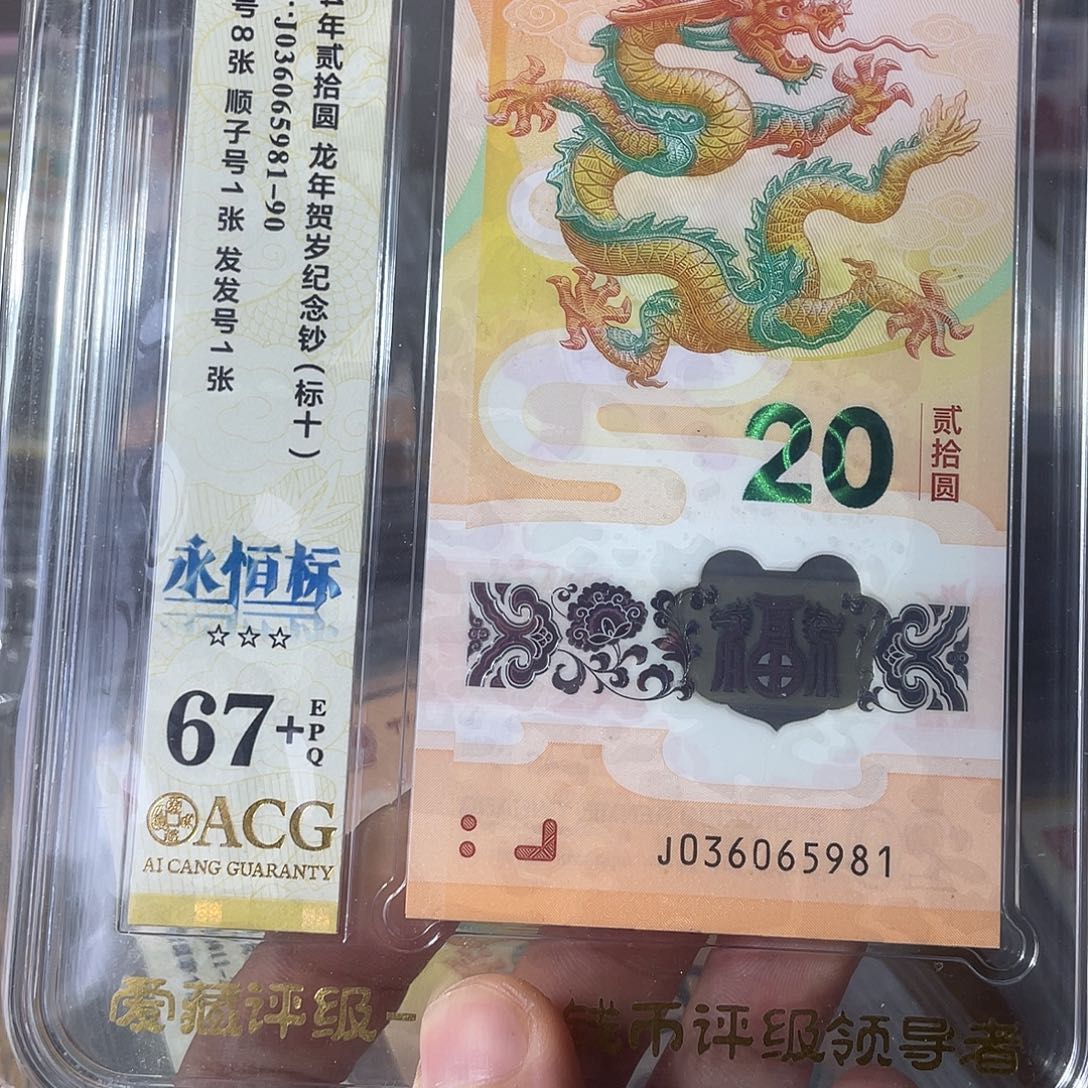 年贰拾圆 龙年贺岁纪念钞(标十)
:J036065981-90
号8张 顺子号1张 发发号1张
永恒标
☆☆☆
67+
EPQ
ACG
AI CANG GUARANTY
20
贰拾圆
J036065981
爱藏评级-
钱币评级领导者